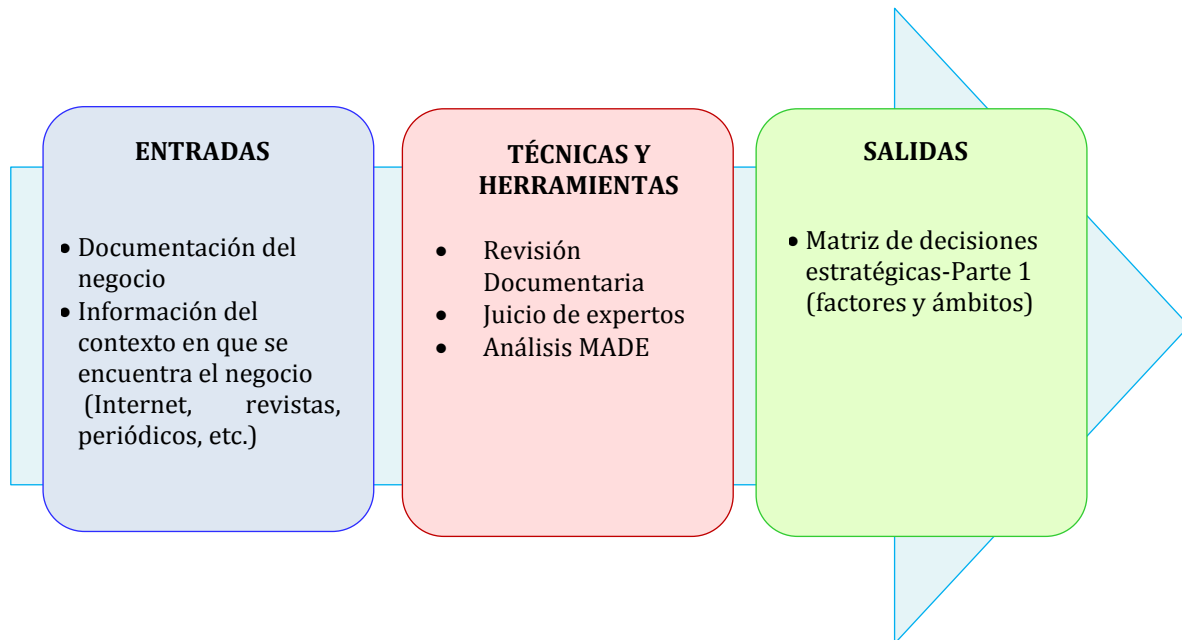 ENTRADAS
• Documentación del
negocio
• Información del
contexto en que se
encuentra el negocio
(Internet, revistas,
periódicos, etc.)
TÉCNICAS Y
HERRAMIENTAS
• Revisión
Documentaria
• Juicio de expertos
• Análisis MADE
SALIDAS
• Matriz de decisiones
estratégicas-Parte 1
(factores y ámbitos)